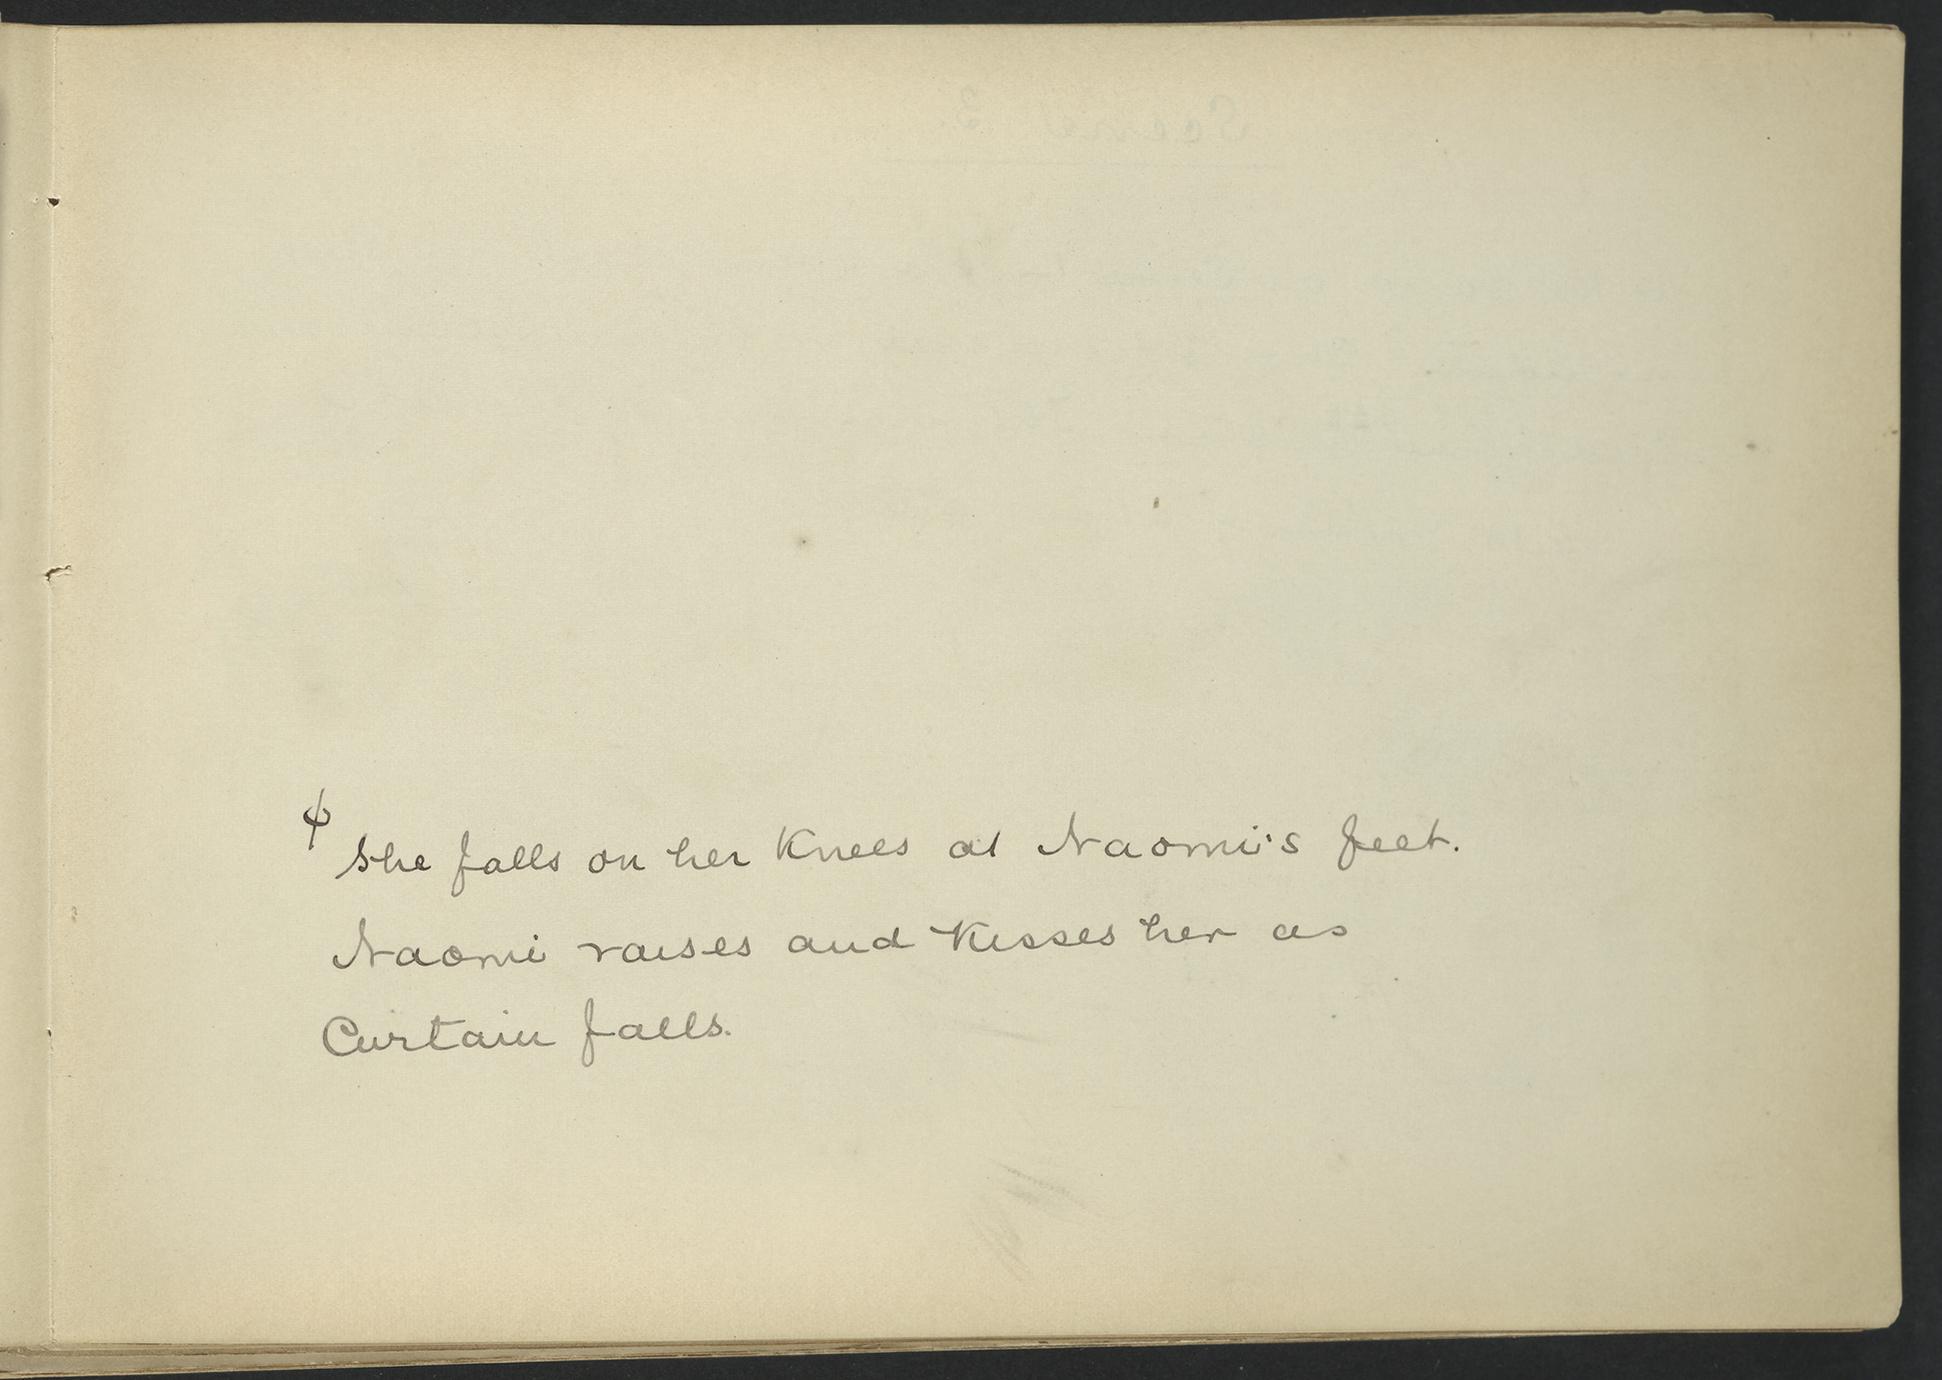 She falls on her Knees at Naomi's feet.
Naomi raises and Kisses her as
Curtain falls.